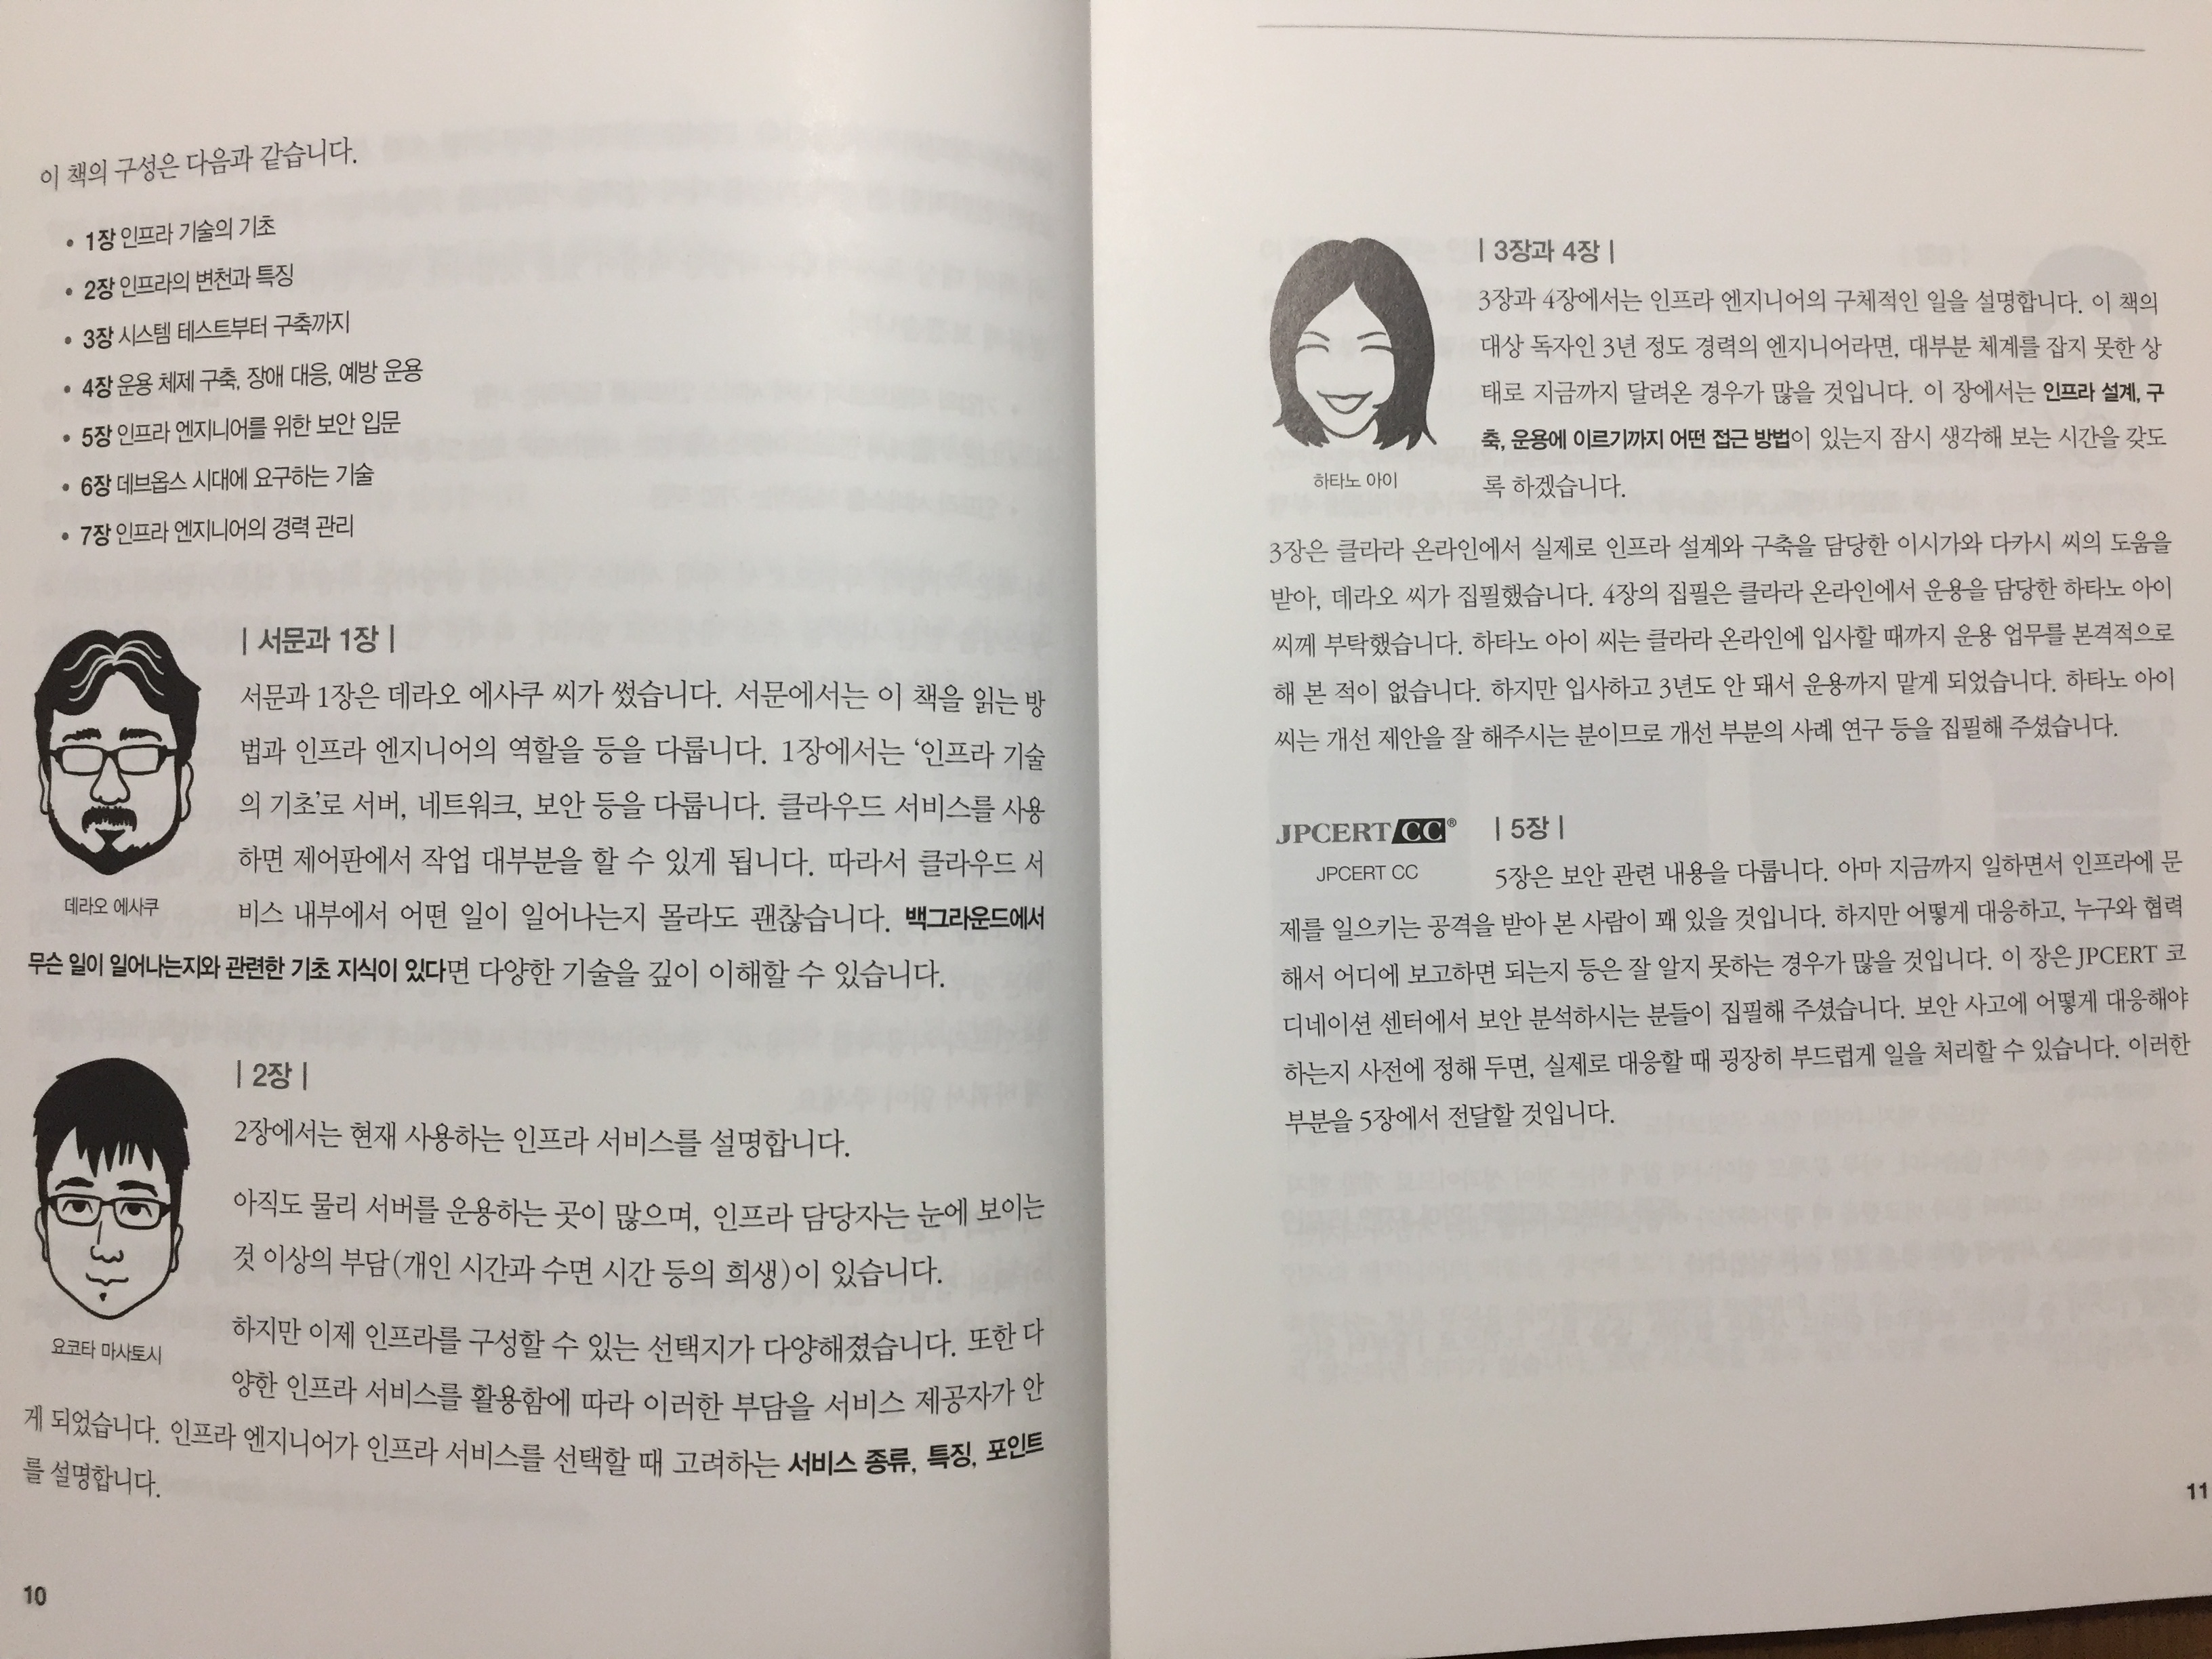 이 책의 구성은 다음과 같습니다.
• 1장 인프라 기술의 기초
• 2장 인프라의 변천과 특징
• 3장 시스템 테스트부터 구축까지
• 4장 운용 체제 구축, 장애 대응, 예방 운용
• 5장 인프라 엔지니어를 위한 보안 입문
• 6장 데브옵스 시대에 요구하는 기술
• 7장 인프라 엔지니어의 경력 관리
데라오 에사쿠
| 서문과 1장 |
서문과 1장은 데라오 에사쿠 씨가 썼습니다. 서문에서는 이 책을 읽는 방
법과 인프라 엔지니어의 역할을 등을 다룹니다. 1장에서는 ‘인프라 기술
의 기초’로 서버, 네트워크, 보안 등을 다룹니다. 클라우드 서비스를 사용
하면 제어판에서 작업 대부분을 할 수 있게 됩니다. 따라서 클라우드 서
비스 내부에서 어떤 일이 일어나는지 몰라도 괜찮습니다. 백그라운드에서
무슨 일이 일어나는지와 관련한 기초 지식이 있다면 다양한 기술을 깊이 이해할 수 있습니다.
요코타 마사토시
| 2장 |
2장에서는 현재 사용하는 인프라 서비스를 설명합니다.
아직도 물리 서버를 운용하는 곳이 많으며, 인프라 담당자는 눈에 보이는
것 이상의 부담(개인 시간과 수면 시간 등의 희생)이 있습니다.
하지만 이제 인프라를 구성할 수 있는 선택지가 다양해졌습니다. 또한 다
양한 인프라 서비스를 활용함에 따라 이러한 부담을 서비스 제공자가 안
게 되었습니다. 인프라 엔지니어가 인프라 서비스를 선택할 때 고려하는 서비스 종류, 특징, 포인트
를 설명합니다.
10
하타노 아이
| 3장과 4장 |
3장과 4장에서는 인프라 엔지니어의 구체적인 일을 설명합니다. 이 책의
대상 독자인 3년 정도 경력의 엔지니어라면, 대부분 체계를 잡지 못한 상
태로 지금까지 달려온 경우가 많을 것입니다. 이 장에서는 인프라 설계, 구
축, 운용에 이르기까지 어떤 접근 방법이 있는지 잠시 생각해 보는 시간을 갖도
록 하겠습니다.
3장은 클라라 온라인에서 실제로 인프라 설계와 구축을 담당한 이시가와 다카시 씨의 도움을
받아, 데라오 씨가 집필했습니다. 4장의 집필은 클라라 온라인에서 운용을 담당한 하타노 아이
씨께 부탁했습니다. 하타노 아이 씨는 클라라 온라인에 입사할 때까지 운용 업무를 본격적으로
해 본 적이 없습니다. 하지만 입사하고 3년도 안 돼서 운용까지 맡게 되었습니다. 하타노 아이
씨는 개선 제안을 잘 해주시는 분이므로 개선 부분의 사례 연구 등을 집필해 주셨습니다.
JPCERT CC®
JPCERT CC
| 5장 |
5장은 보안 관련 내용을 다룹니다. 아마 지금까지 일하면서 인프라에 문
제를 일으키는 공격을 받아 본 사람이 꽤 있을 것입니다. 하지만 어떻게 대응하고, 누구와 협력
해서 어디에 보고하면 되는지 등은 잘 알지 못하는 경우가 많을 것입니다. 이 장은 JPCERT 코
디네이션 센터에서 보안 분석하시는 분들이 집필해 주셨습니다. 보안 사고에 어떻게 대응해야
하는지 사전에 정해 두면, 실제로 대응할 때 굉장히 부드럽게 일을 처리할 수 있습니다. 이러한
부분을 5장에서 전달할 것입니다.
11